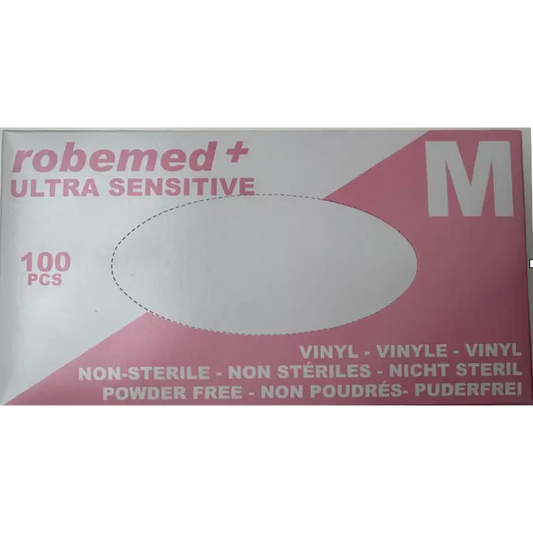 robemed+
ULTRA SENSITIVE
M
100
PCS
VINYL - VINYLE - VINYL
NON-STERILE - NON STÉRILES - NICHT STERIL
POWDER FREE - NON POUDRÉS- PUDERFREI